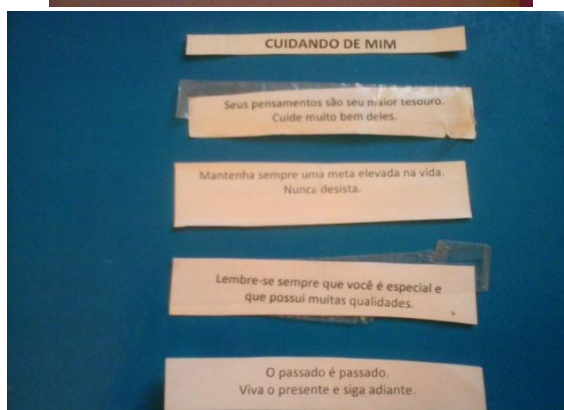 CUIDANDO DE MIM
Seus pensamentos são seu maior tesouro.
Cuide muito bem deles.
Mantenha sempre uma meta elevada na vida.
Nunca desista.
Lembre-se sempre que você é especial e
que possui muitas qualidades.
O passado é passado.
Viva o presente e siga adiante.